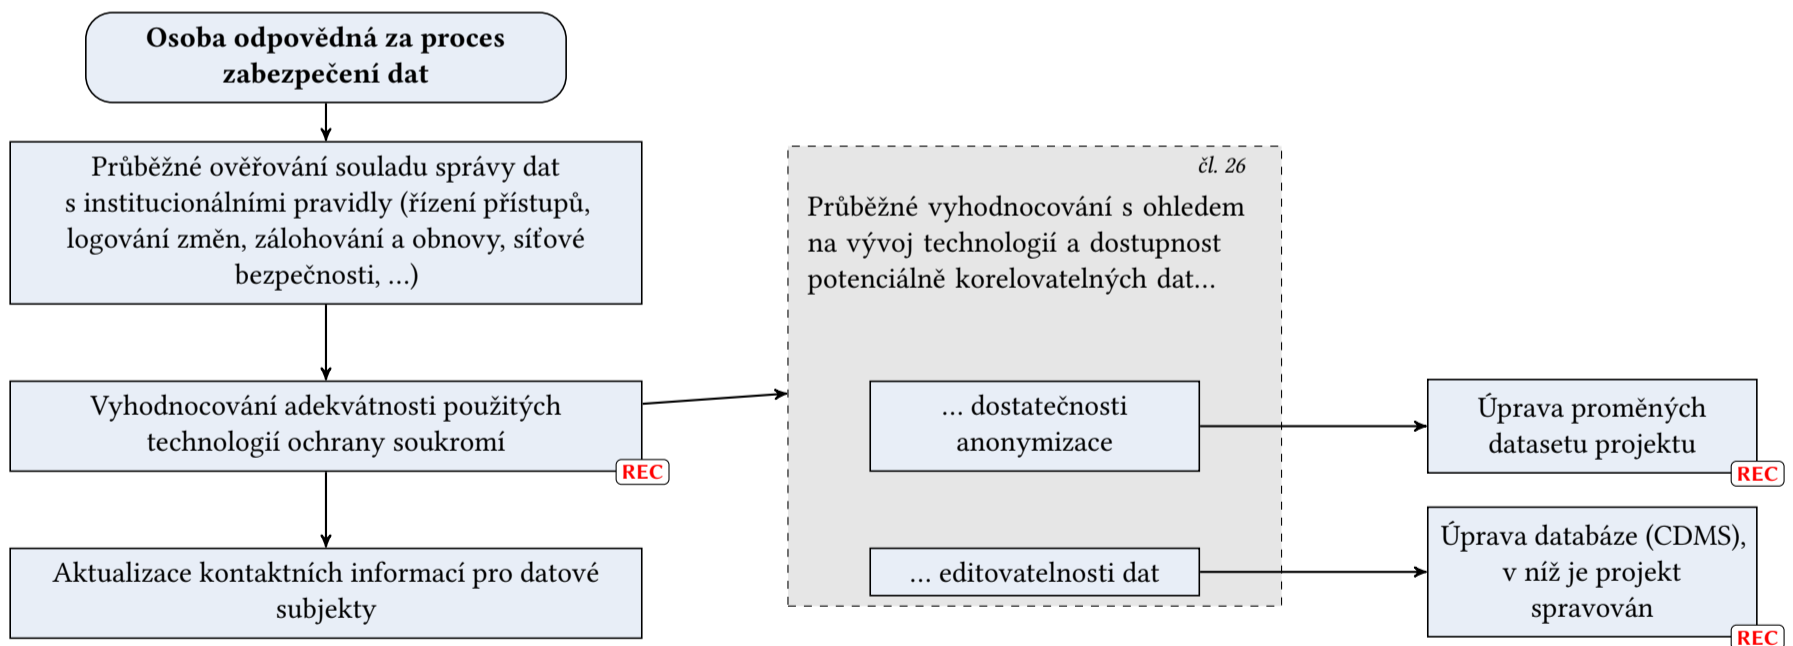 Osoba odpovědná za proces
zabezpečení dat
Průběžné ověřování souladu správy dat
s institucionálními pravidly (řízení přístupů,
logování změn, zálohování a obnovy, síťové
bezpečnosti, ...)
Vyhodnocování adekvátnosti použitých
technologií ochrany soukromí
REC
Aktualizace kontaktních informací pro datové
subjekty
čl. 26
Průběžné vyhodnocování s ohledem
na vývoj technologií a dostupnost
potenciálně korelovatelných dat...
... dostatečnosti
anonymizace
... editovatelnosti dat
Úprava proměných
datasetu projektu
REC
Úprava databáze (CDMS),
v níž je projekt
spravován
REC